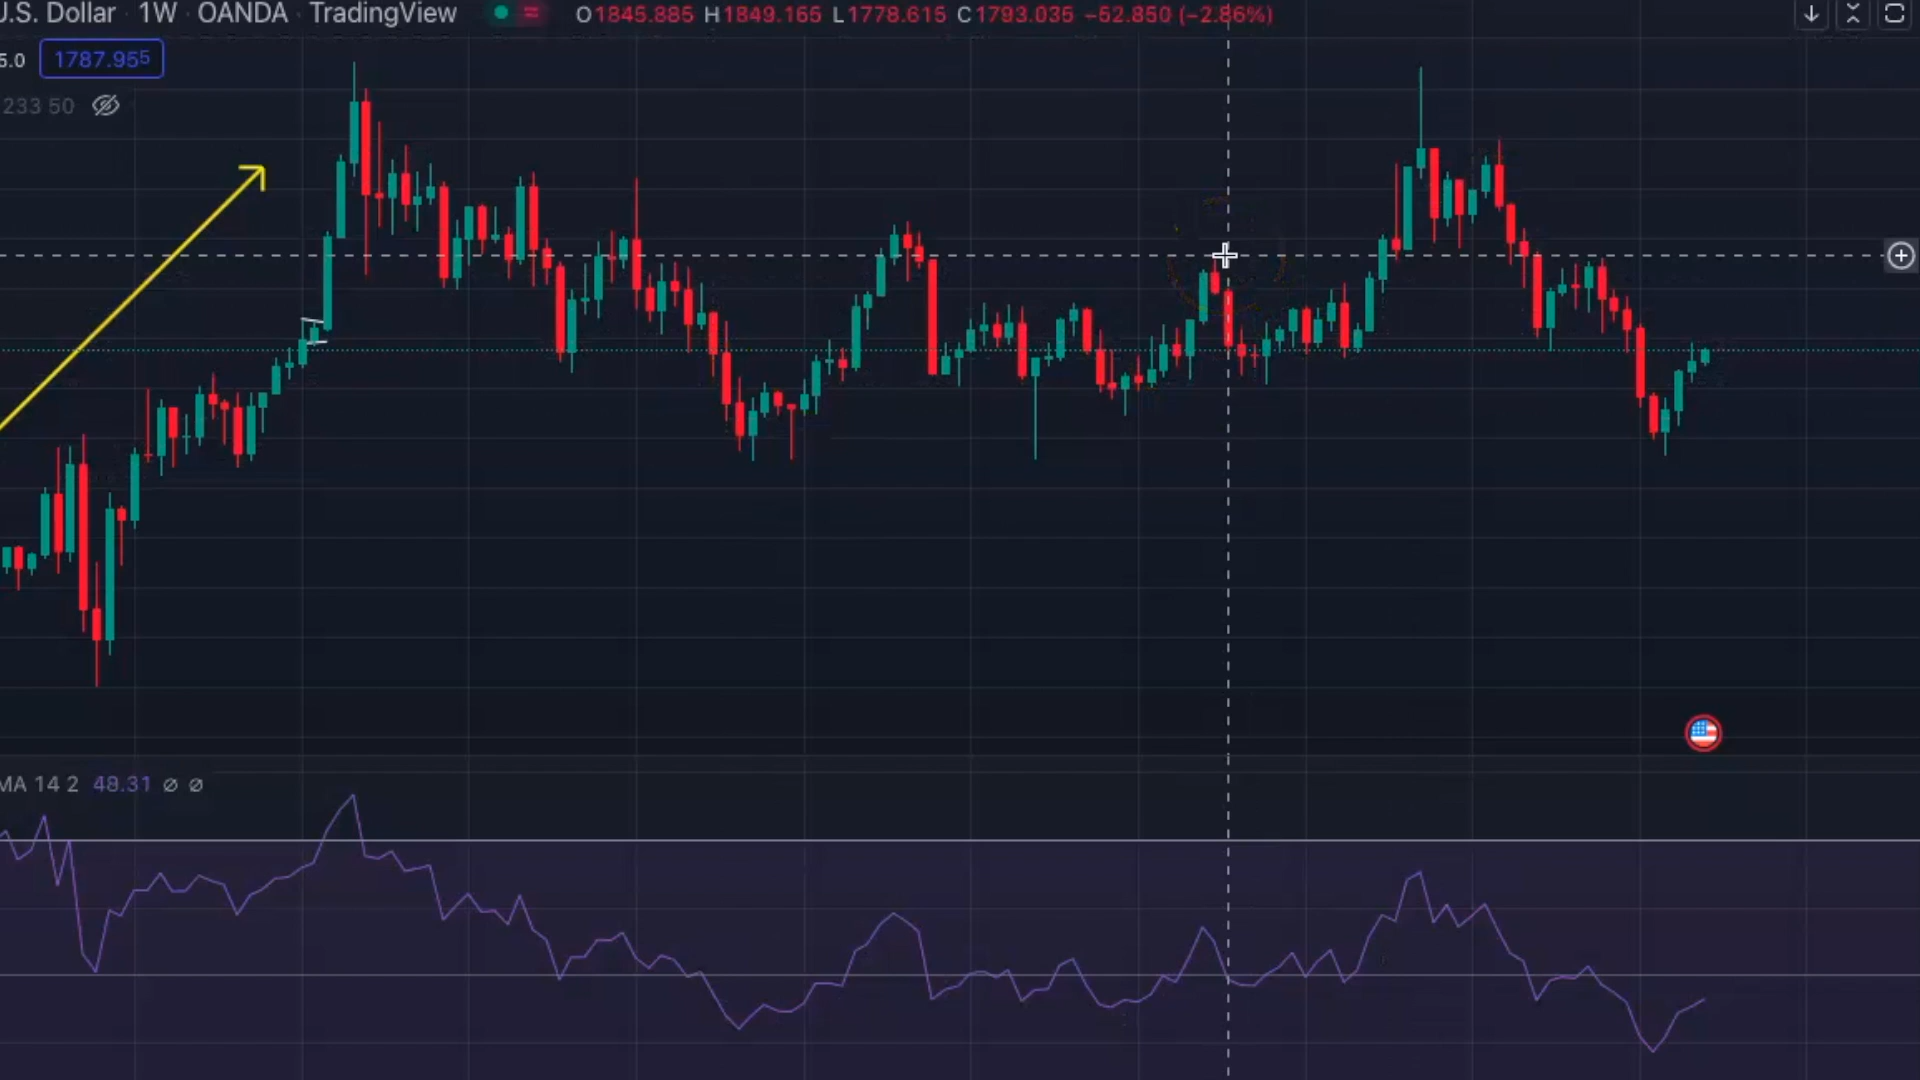 J.S. Dollar · 1W · OANDA · TradingView O1845.885 H1849.165 L1778.615 C1793.035 −52.850 (−2.86%)
5.0 1787.955
233 50
MA 14 2 48.31 ∅ ∅